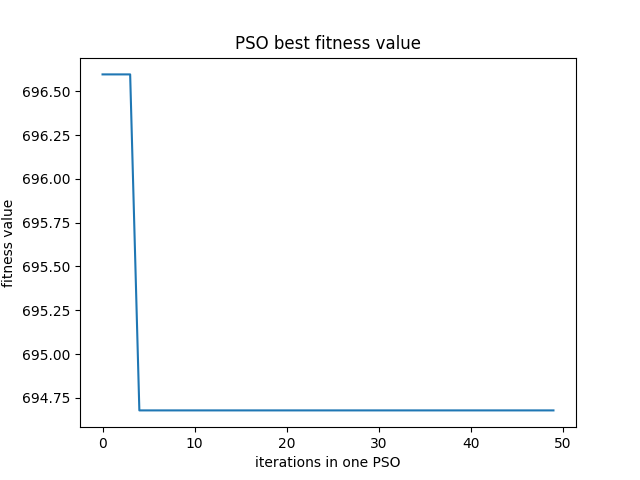 PSO best fitness value
696.50
696.25
696.00
695.75
695.50
695.25
695.00
694.75
fitness value
0 10 20 30 40 50
iterations in one PSO